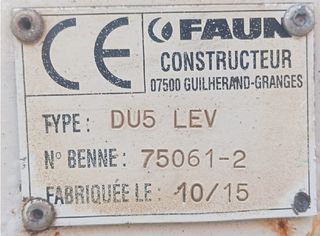 CE FAUN
CONSTRUCTEUR
07500 GUILHERAND-GRANGES
TYPE: DU5 LEV
N° BENNE: 75061-2
FABRIQUÉE LE: 10/15